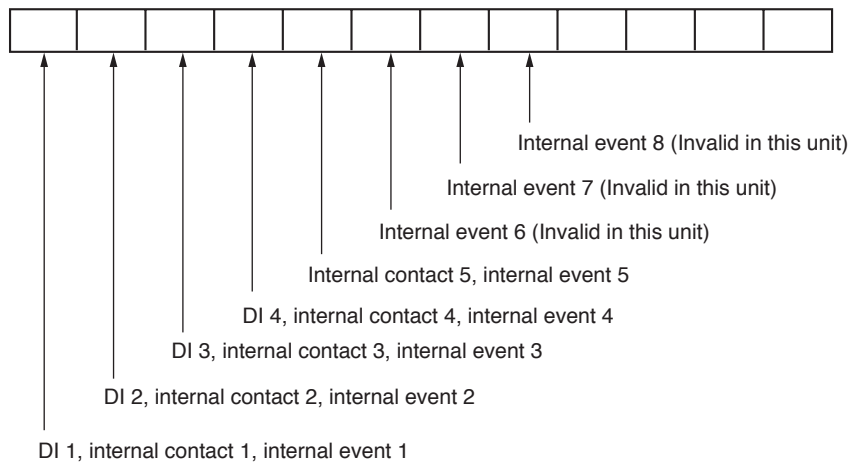 Internal event 8 (Invalid in this unit)
Internal event 7 (Invalid in this unit)
Internal event 6 (Invalid in this unit)
Internal contact 5, internal event 5
DI 4, internal contact 4, internal event 4
DI 3, internal contact 3, internal event 3
DI 2, internal contact 2, internal event 2
DI 1, internal contact 1, internal event 1